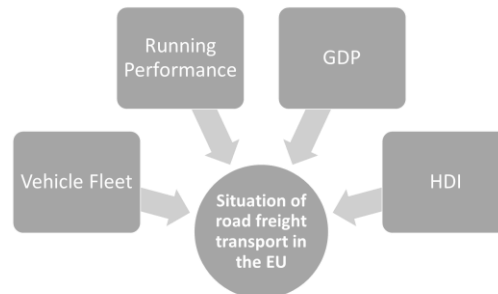 Running
Performance
GDP
Vehicle Fleet
HDI
Situation of
road freight
transport in
the EU